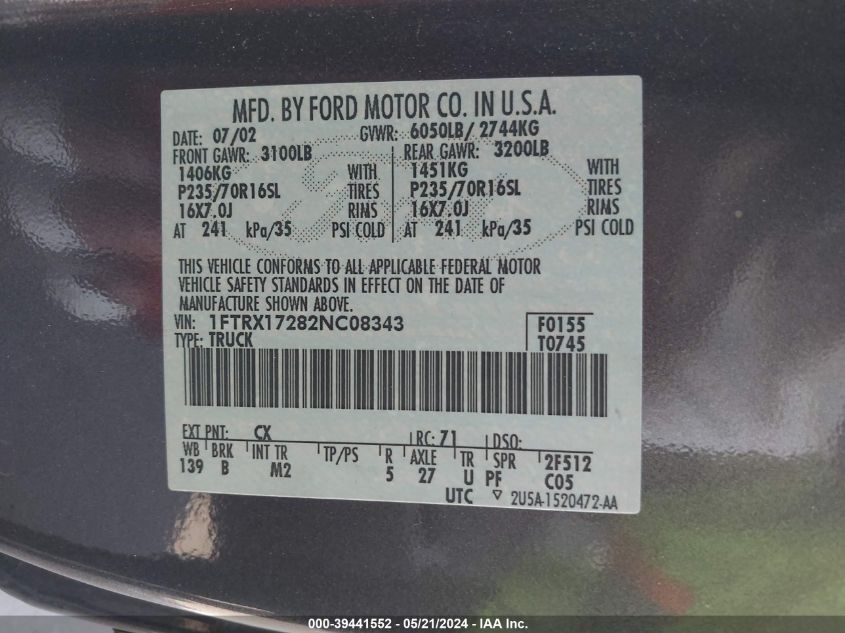 MFD. BY FORD MOTOR CO. IN U.S.A.
DATE: 07/02 GVWR: 6050LB/ 2744KG
FRONT GAWR: 3100LB REAR GAWR: 3200LB
1406KG WITH 1451KG WITH
P235/70R16SL TIRES P235/70R16SL TIRES
16X7.0J RIMS 16X7.0J RIMS
AT 241 kPa/35 PSI COLD AT 241 kPa/35 PSI COLD
THIS VEHICLE CONFORMS TO ALL APPLICABLE FEDERAL MOTOR
VEHICLE SAFETY STANDARDS IN EFFECT ON THE DATE OF
MANUFACTURE SHOWN ABOVE.
VIN: 1FTRX17282NC08343 F0155
TYPE: TRUCK T0745
EXT PNT: CX RC: 71 DSO:
WB BRK INT TR TP/PS R AXLE TR SPR 2F512
139 B M2 5 27 U PF C05
UTC ▽ 2U5A-1520472-AA
000-39441552 - 05/21/2024 - IAA Inc.